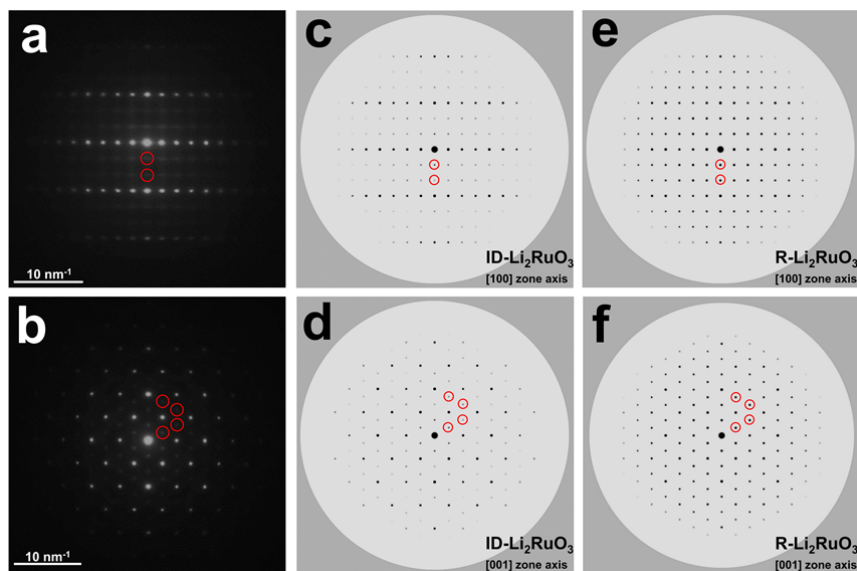 a
c
e
10 nm⁻¹
ID-Li₂RuO₃
[100] zone axis
R-Li₂RuO₃
[100] zone axis
b
d
f
10 nm⁻¹
ID-Li₂RuO₃
[001] zone axis
R-Li₂RuO₃
[001] zone axis